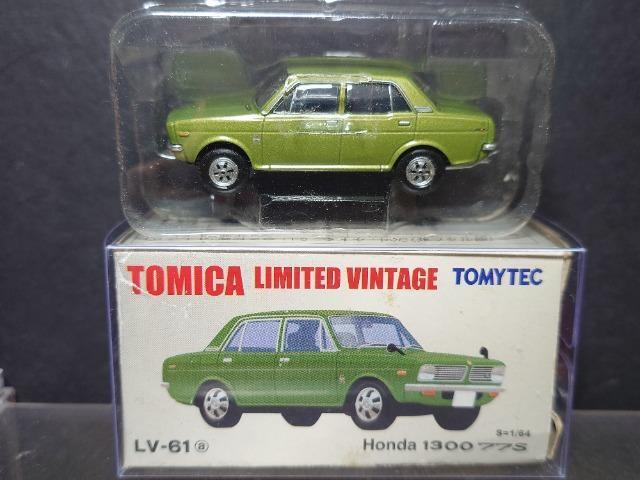 TOMICA LIMITED VINTAGE TOMYTEC
S=1/64
LV-61 ⓐ Honda 1300 77S